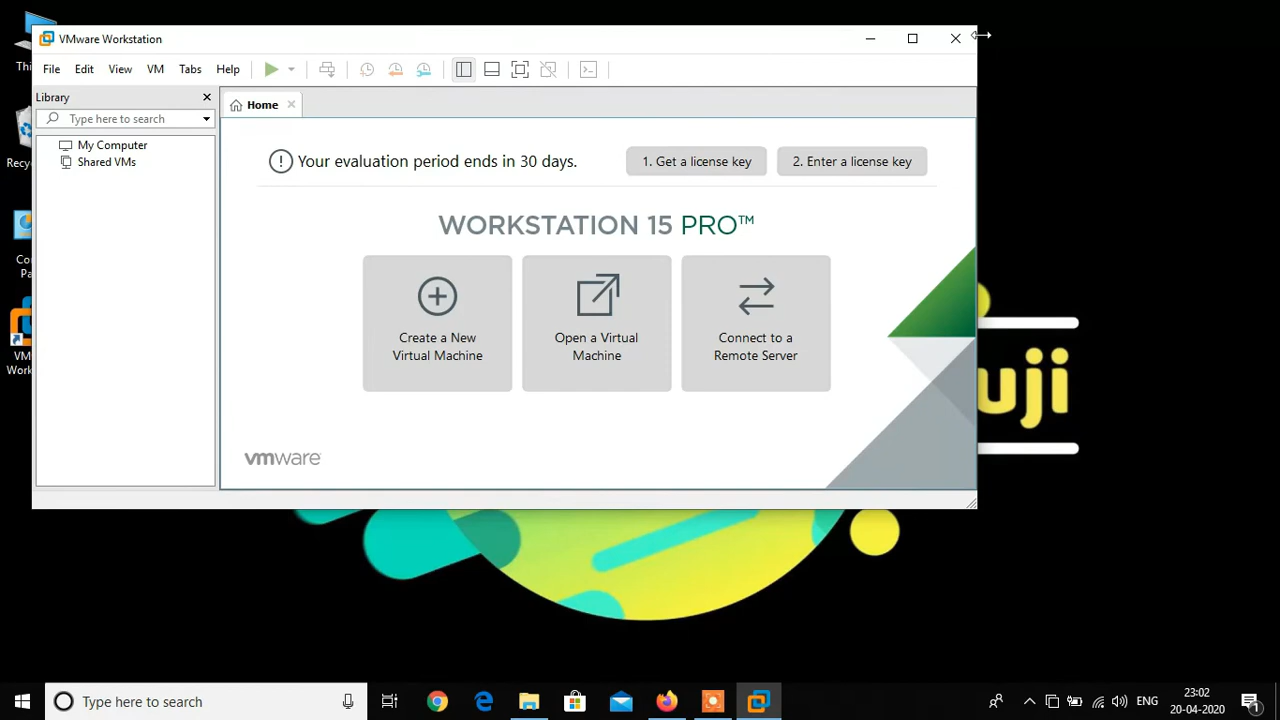 VMware Workstation
File Edit View VM Tabs Help
Library
Type here to search
My Computer
Shared VMs
Home
Your evaluation period ends in 30 days.
1. Get a license key
2. Enter a license key
WORKSTATION 15 PRO™
Create a New
Virtual Machine
Open a Virtual
Machine
Connect to a
Remote Server
vmware
uji
Type here to search
ENG
23:02
20-04-2020
1